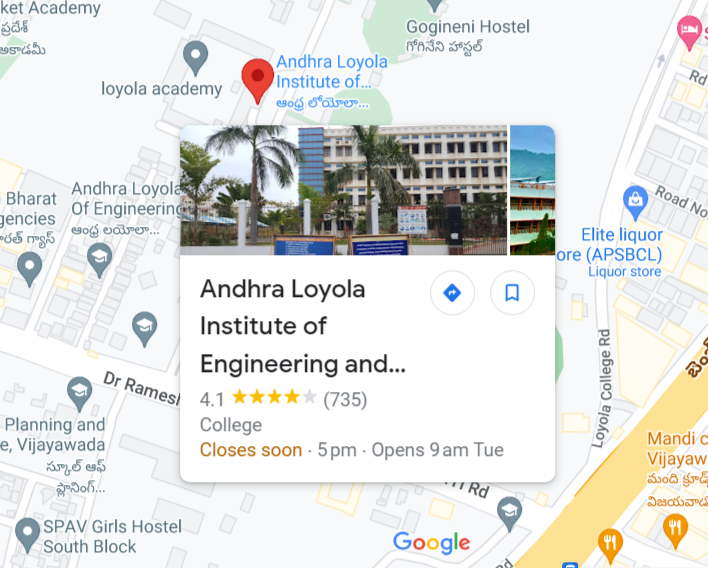 ket Academy
ప్రదేశ్
అకాడమీ
loyola academy
Gogineni Hostel
గోగినేని హాస్టల్
Andhra Loyola
Institute of...
ఆంధ్ర లోయోలా...
Rd
Bharat
gencies
రత్ గ్యాస్
Andhra Loyola
Of Engineering
ఆంధ్ర లయోలా...
Road No
Elite liquor
ore (APSBCL)
Liquor store
Andhra Loyola
Institute of
Engineering and...
4.1 (735)
College
Closes soon · 5 pm · Opens 9 am Tue
Dr Ramesh
Loyola College Rd
Planning and
e, Vijayawada
స్కూల్ ఆఫ్
ప్లానింగ్...
Mandi c
Vijayaw
మంది క్రూడ్
విజయవాడ
Rd
SPAV Girls Hostel
South Block
Google
Rd